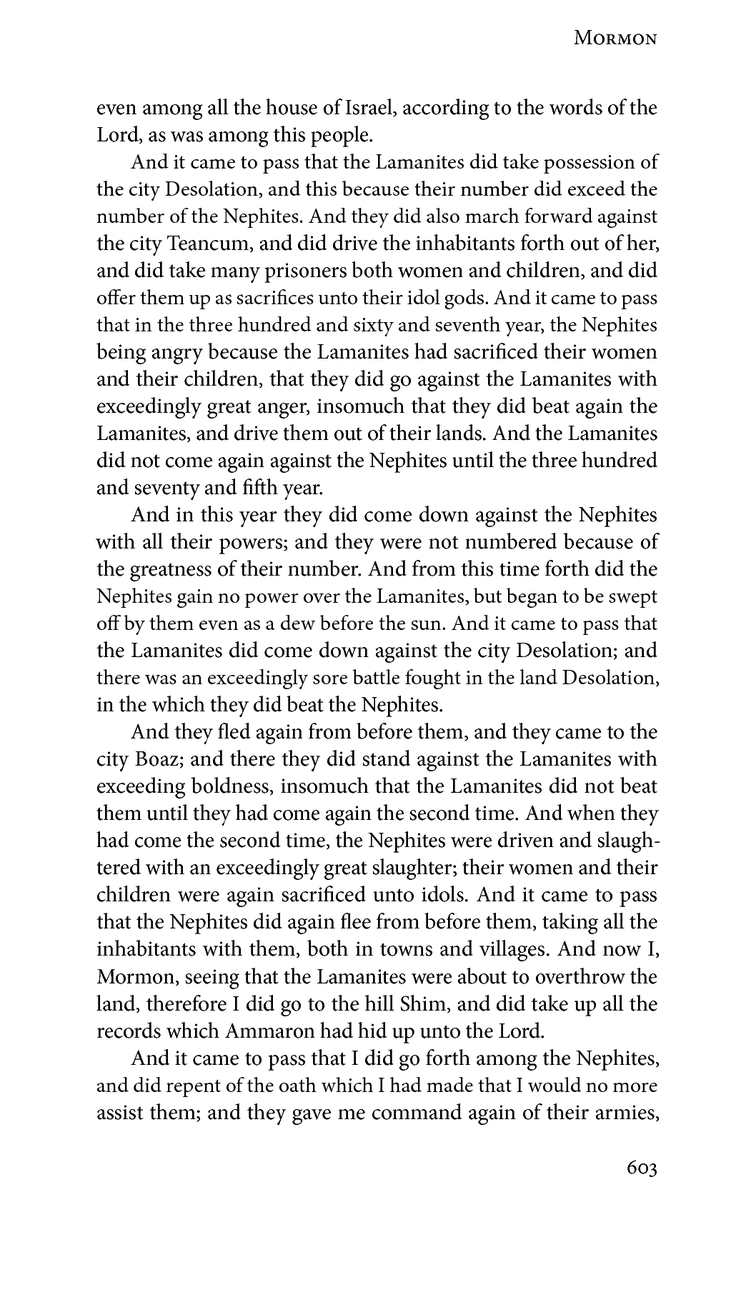 Mormon
even among all the house of Israel, according to the words of the
Lord, as was among this people.
And it came to pass that the Lamanites did take possession of
the city Desolation, and this because their number did exceed the
number of the Nephites. And they did also march forward against
the city Teancum, and did drive the inhabitants forth out of her,
and did take many prisoners both women and children, and did
offer them up as sacrifices unto their idol gods. And it came to pass
that in the three hundred and sixty and seventh year, the Nephites
being angry because the Lamanites had sacrificed their women
and their children, that they did go against the Lamanites with
exceedingly great anger, insomuch that they did beat again the
Lamanites, and drive them out of their lands. And the Lamanites
did not come again against the Nephites until the three hundred
and seventy and fifth year.
And in this year they did come down against the Nephites
with all their powers; and they were not numbered because of
the greatness of their number. And from this time forth did the
Nephites gain no power over the Lamanites, but began to be swept
off by them even as a dew before the sun. And it came to pass that
the Lamanites did come down against the city Desolation; and
there was an exceedingly sore battle fought in the land Desolation,
in the which they did beat the Nephites.
And they fled again from before them, and they came to the
city Boaz; and there they did stand against the Lamanites with
exceeding boldness, insomuch that the Lamanites did not beat
them until they had come again the second time. And when they
had come the second time, the Nephites were driven and slaugh-
tered with an exceedingly great slaughter; their women and their
children were again sacrificed unto idols. And it came to pass
that the Nephites did again flee from before them, taking all the
inhabitants with them, both in towns and villages. And now I,
Mormon, seeing that the Lamanites were about to overthrow the
land, therefore I did go to the hill Shim, and did take up all the
records which Ammaron had hid up unto the Lord.
And it came to pass that I did go forth among the Nephites,
and did repent of the oath which I had made that I would no more
assist them; and they gave me command again of their armies,
603